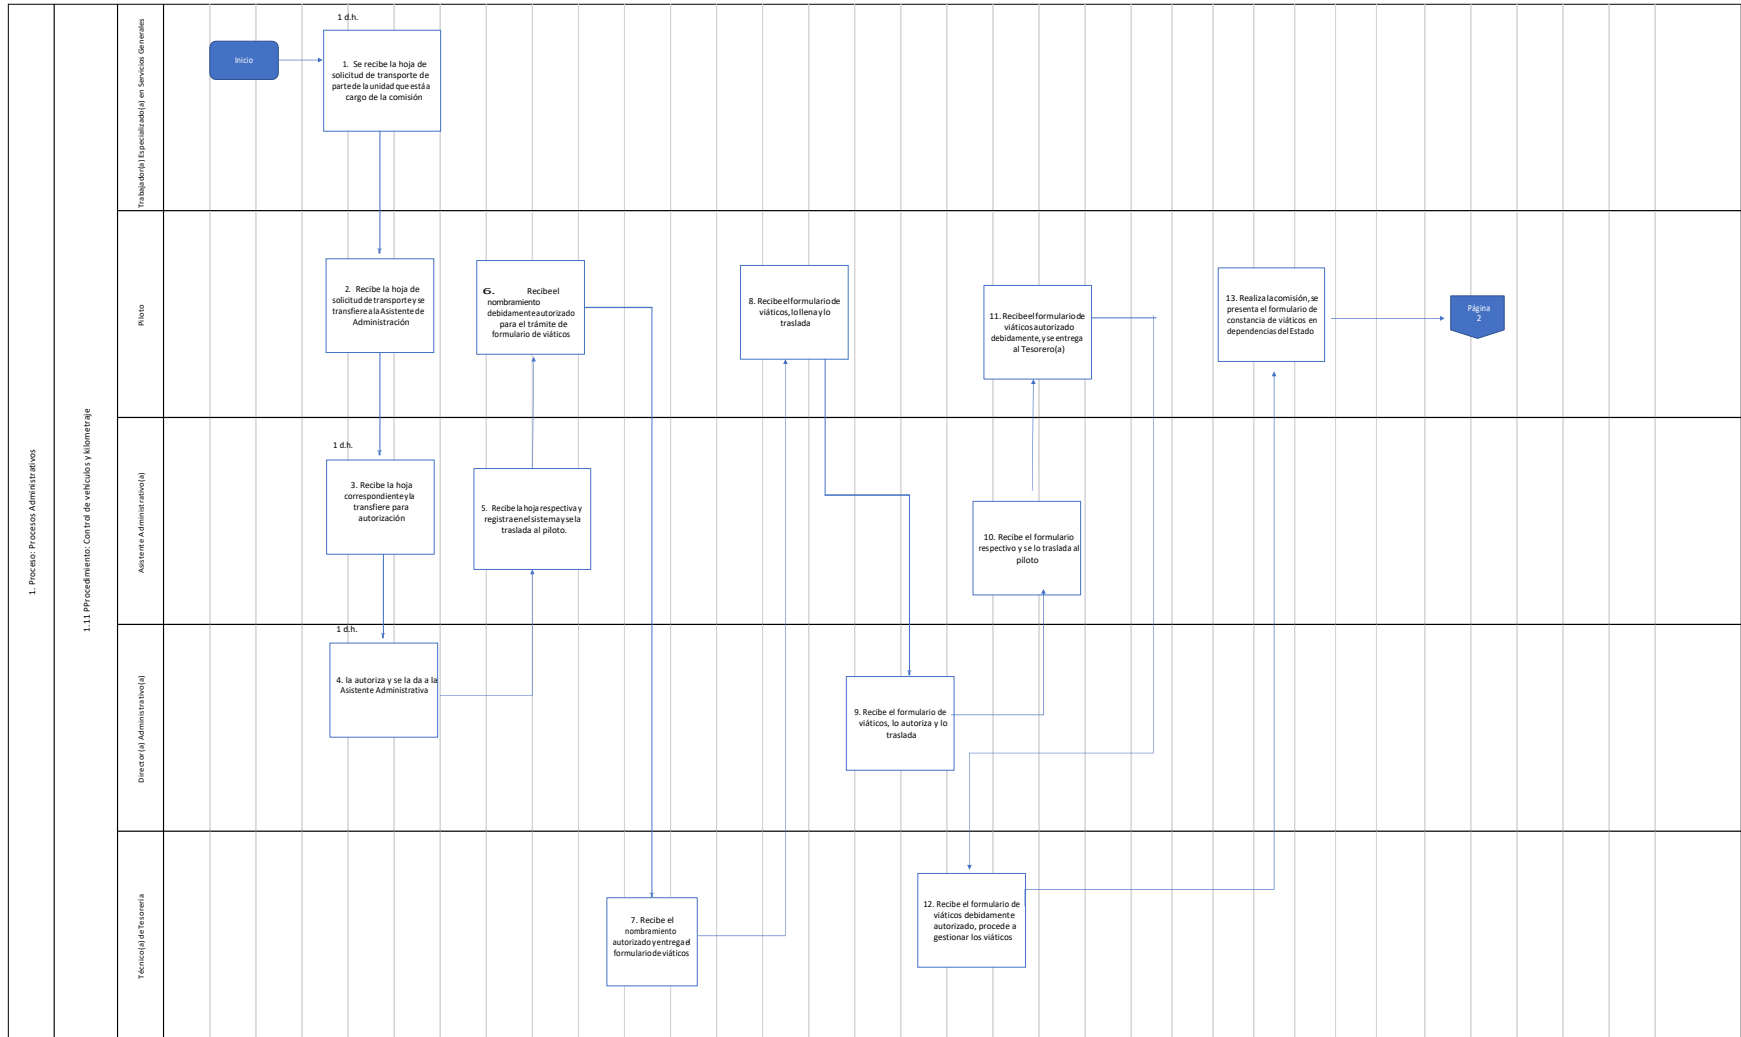 1. Proceso: Procesos Administrativos
1.11 PProcedimiento: Control de vehículos y kilometraje
Trabajador(a) Especializado(a) en Servicios Generales
1 d.h.
Inicio
1. Se recibe la hoja de
solicitud de transporte de
parte de la unidad que está a
cargo de la comisión
Piloto
2. Recibe la hoja de
solicitud de transporte y se
transfiere a la Asistente de
Administración
6. Recibe el
nombramiento
debidamente autorizado
para el trámite de
formulario de viáticos
8. Recibe el formulario de
viáticos, lo llena y lo
traslada
11. Recibe el formulario de
viáticos autorizado
debidamente, y se entrega
al Tesorero(a)
13. Realiza la comisión, se
presenta el formulario de
constancia de viáticos en
dependencias del Estado
Página
2
Asistente Administrativo(a)
1 d.h.
3. Recibe la hoja
correspondiente y la
transfiere para
autorización
5. Recibe la hoja respectiva y
registra en el sistema y se la
traslada al piloto.
10. Recibe el formulario
respectivo y se lo traslada al
piloto
Director(a) Administrativo(a)
1 d.h.
4. la autoriza y se la da a la
Asistente Administrativa
9. Recibe el formulario de
viáticos, lo autoriza y lo
traslada
Técnico(a) de Tesorería
7. Recibe el
nombramiento
autorizado y entrega el
formulario de viáticos
12. Recibe el formulario de
viáticos debidamente
autorizado, procede a
gestionar los viáticos